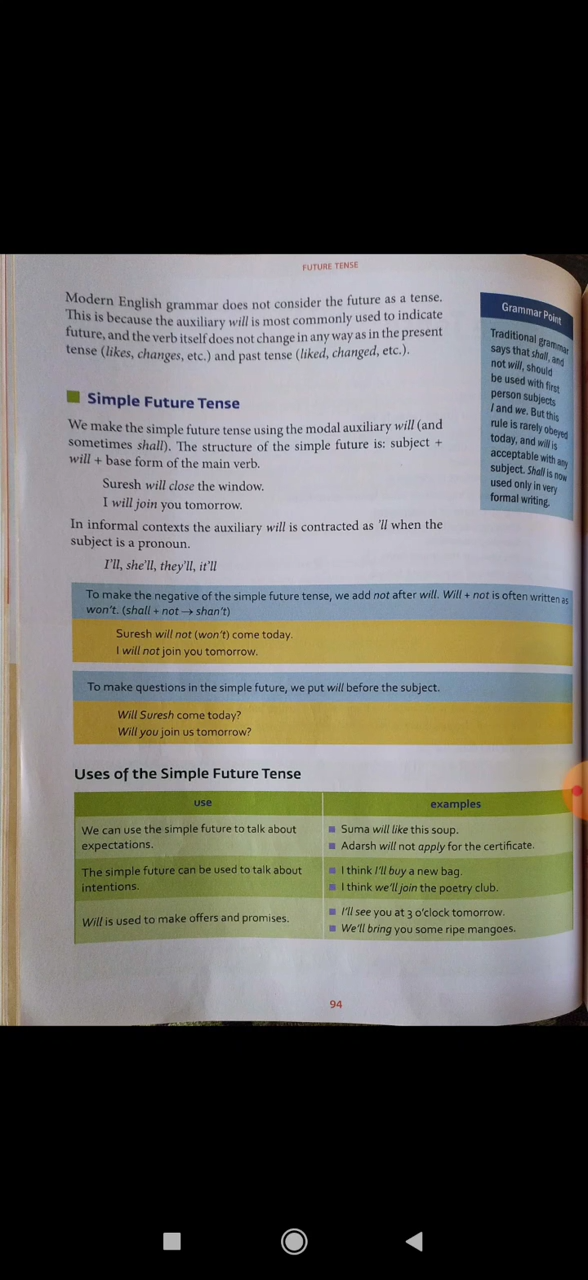 FUTURE TENSE
Modern English grammar does not consider the future as a tense.
This is because the auxiliary will is most commonly used to indicate
future, and the verb itself does not change in any way as in the present
tense (likes, changes, etc.) and past tense (liked, changed, etc.).
Grammar Point
Traditional grammar
says that shall, and
not will, should
be used with first
person subjects
I and we. But this
rule is rarely obeyed
today, and will is
acceptable with any
subject. Shall is now
used only in very
formal writing.
Simple Future Tense
We make the simple future tense using the modal auxiliary will (and
sometimes shall). The structure of the simple future is: subject +
will + base form of the main verb.
Suresh will close the window.
I will join you tomorrow.
In informal contexts the auxiliary will is contracted as 'll when the
subject is a pronoun.
I'll, she'll, they'll, it'll
To make the negative of the simple future tense, we add not after will. Will + not is often written as
won't. (shall + not → shan't)
Suresh will not (won't) come today.
I will not join you tomorrow.
To make questions in the simple future, we put will before the subject.
Will Suresh come today?
Will you join us tomorrow?
Uses of the Simple Future Tense
use
examples
We can use the simple future to talk about
expectations.
Suma will like this soup.
Adarsh will not apply for the certificate.
The simple future can be used to talk about
intentions.
I think I'll buy a new bag.
I think we'll join the poetry club.
Will is used to make offers and promises.
I'll see you at 3 o'clock tomorrow.
We'll bring you some ripe mangoes.
94